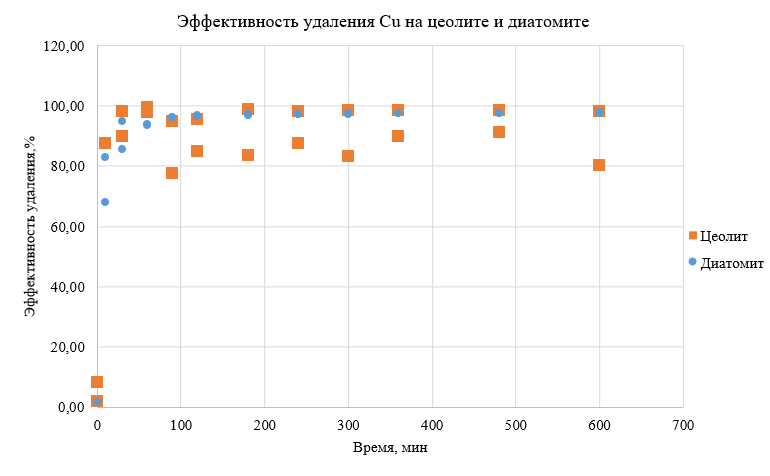 Эффективность удаления Cu на цеолите и диатомите
120,00
100,00
80,00
60,00
40,00
20,00
0,00
Эффективность удаления,%
0 100 200 300 400 500 600 700
Время, мин
Цеолит
Диатомит